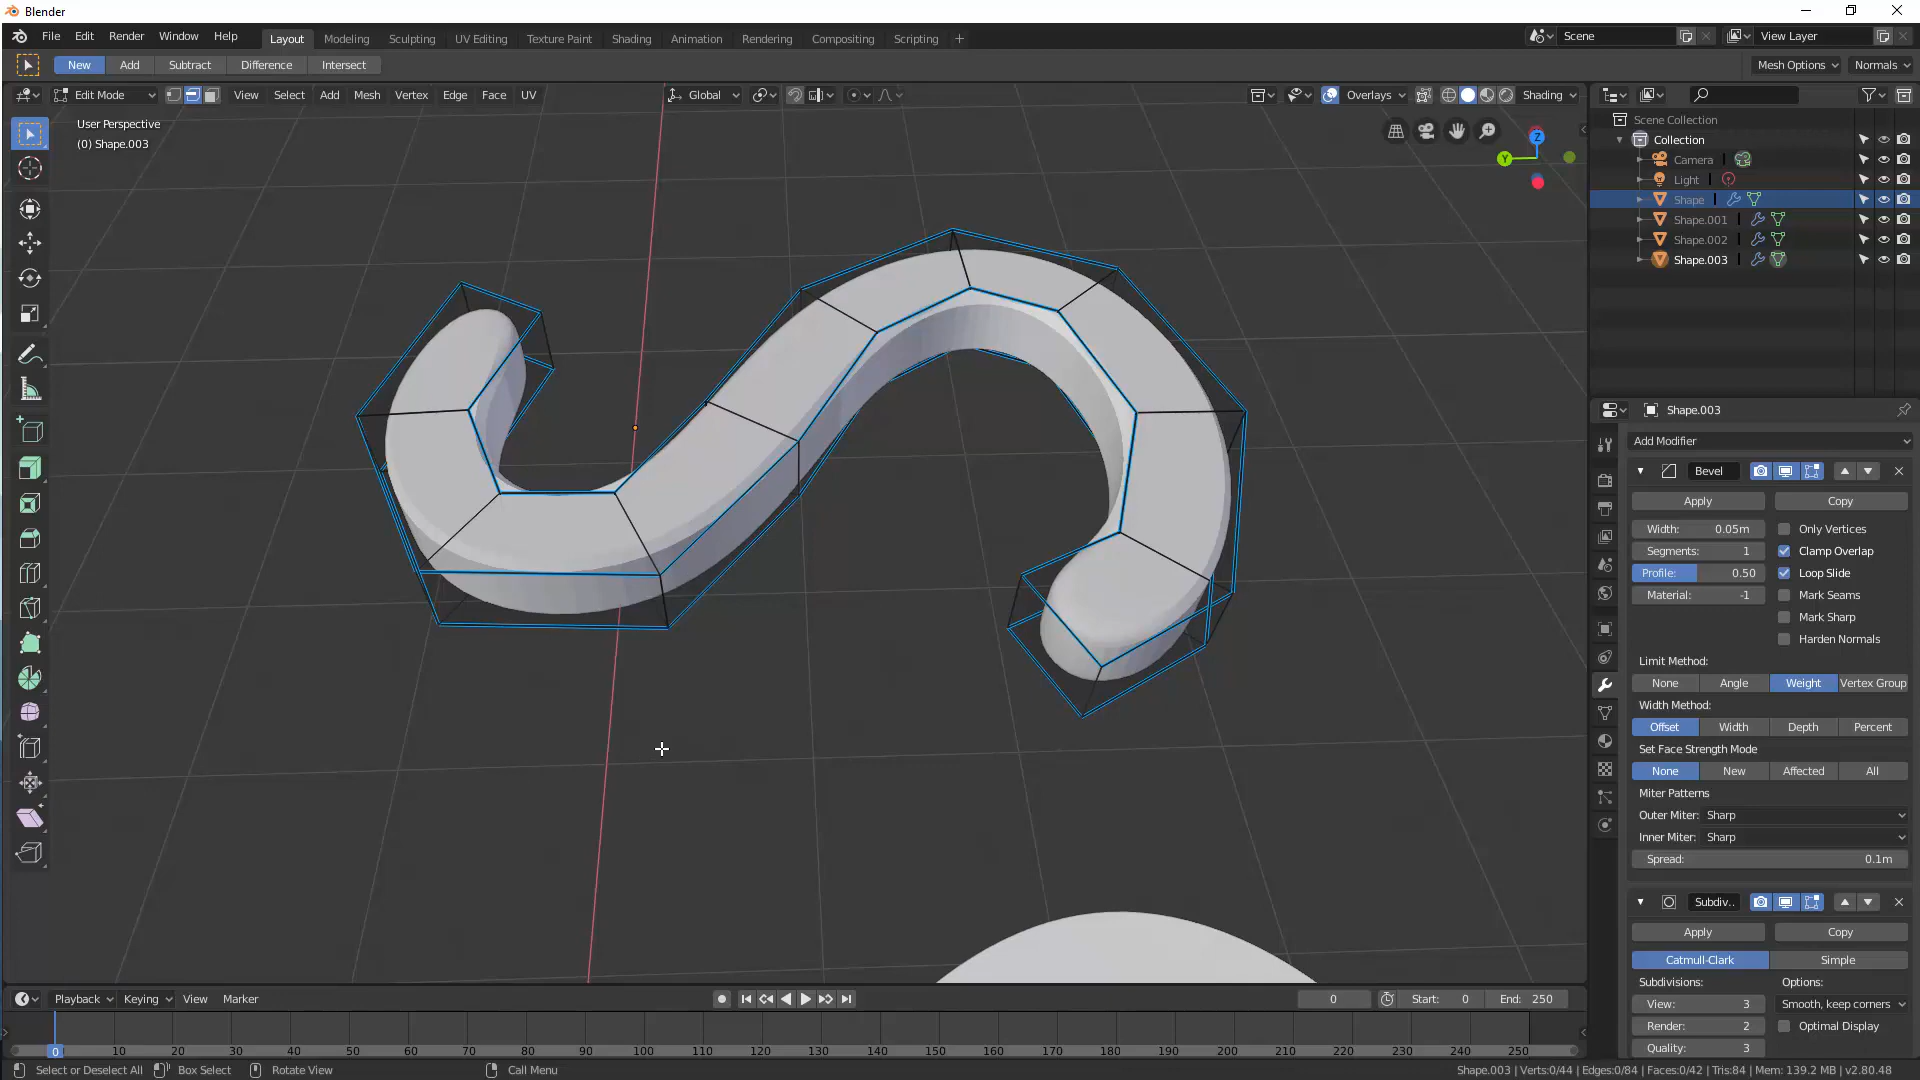 Blender
File Edit Render Window Help
Layout Modeling Sculpting UV Editing Texture Paint Shading Animation Rendering Compositing Scripting
Scene
View Layer
New Add Subtract Difference Intersect
Mesh Options Normals
Edit Mode View Select Add Mesh Vertex Edge Face UV
Global
Overlays Shading
User Perspective
(0) Shape.003
Z
Y
Scene Collection
Collection
Camera
Light
Shape
Shape.001
Shape.002
Shape.003
Shape.003
Add Modifier
Bevel
Apply Copy
Width: 0.05m Only Vertices
Segments: 1 Clamp Overlap
Profile: 0.50 Loop Slide
Material: -1 Mark Seams
Mark Sharp
Harden Normals
Limit Method:
None Angle Weight Vertex Group
Width Method:
Offset Width Depth Percent
Set Face Strength Mode
None New Affected All
Miter Patterns
Outer Miter: Sharp
Inner Miter: Sharp
Spread: 0.1m
Subdiv..
Apply Copy
Catmull-Clark Simple
Subdivisions: Options:
View: 3 Smooth, keep corners
Render: 2 Optimal Display
Quality: 3
Playback Keying View Marker
0 Start: 0 End: 250
0 10 20 30 40 50 60 70 80 90 100 110 120 130 140 150 160 170 180 190 200 210 220 230 240 250
Select or Deselect All Box Select Rotate View Call Menu
Shape.003 | Verts:0/44 | Edges:0/84 | Faces:0/42 | Tris:84 | Mem: 139.2 MB | v2.80.48